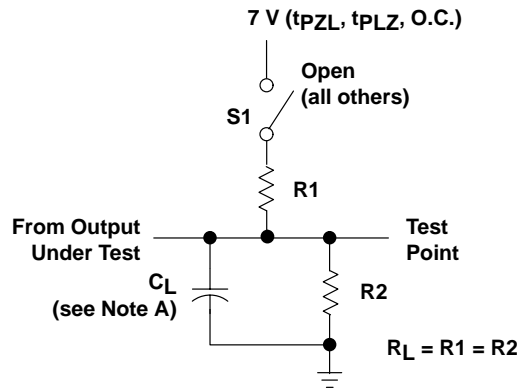 7 V (tPZL, tPLZ, O.C.)
Open
(all others)
S1
R1
From Output
Under Test
Test
Point
CL
(see Note A)
R2
RL = R1 = R2